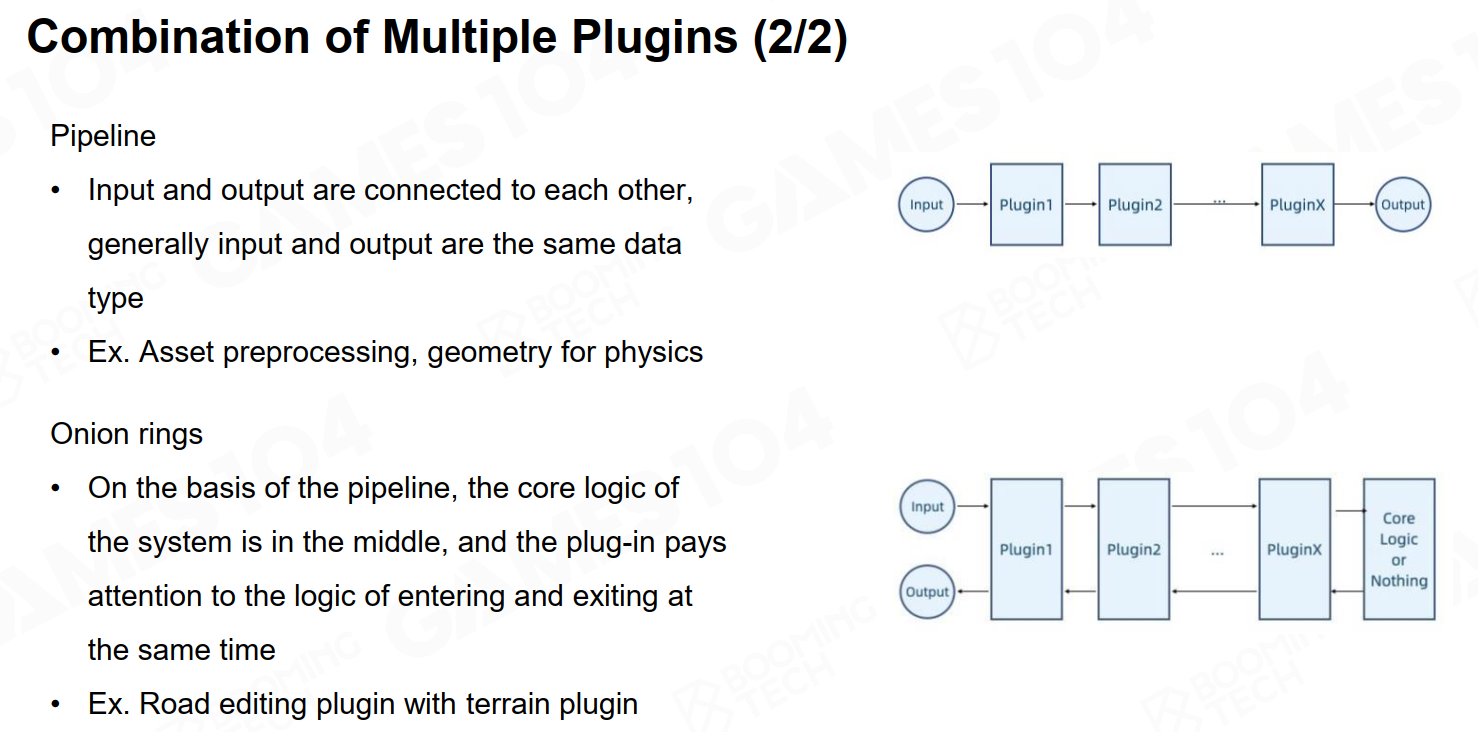 Combination of Multiple Plugins (2/2)
Pipeline
• Input and output are connected to each other,
generally input and output are the same data
type
• Ex. Asset preprocessing, geometry for physics
Input
Plugin1
Plugin2
...
PluginX
Output
Onion rings
• On the basis of the pipeline, the core logic of
the system is in the middle, and the plug-in pays
attention to the logic of entering and exiting at
the same time
• Ex. Road editing plugin with terrain plugin
Input
Output
Plugin1
Plugin2
...
PluginX
Core
Logic
or
Nothing
GAMES104
BOOMING
TECH